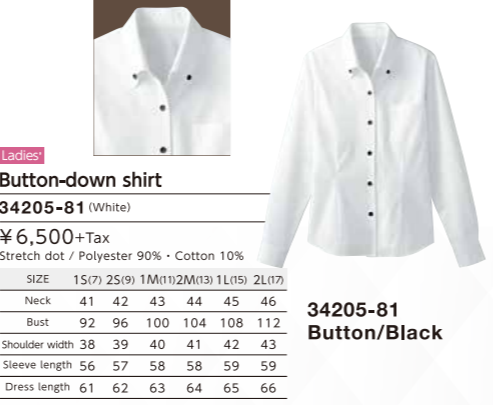 Ladies'
Button-down shirt
34205-81 (White)
¥6,500+Tax
Stretch dot / Polyester 90%・Cotton 10%
SIZE 1S(7) 2S(9) 1M(11) 2M(13) 1L(15) 2L(17)
Neck 41 42 43 44 45 46
Bust 92 96 100 104 108 112
Shoulder width 38 39 40 41 42 43
Sleeve length 56 57 58 58 59 59
Dress length 61 62 63 64 65 66
34205-81
Button/Black